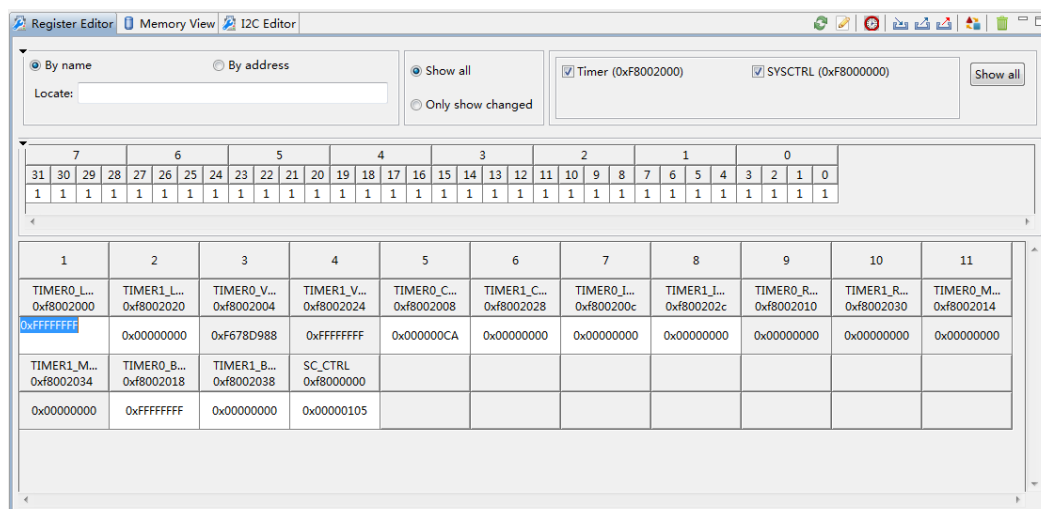 Register Editor Memory View I2C Editor
By name By address
Locate:
Show all
Only show changed
Timer (0xF8002000) SYSCTRL (0xF8000000)
Show all
7 6 5 4 3 2 1 0
31 30 29 28 27 26 25 24 23 22 21 20 19 18 17 16 15 14 13 12 11 10 9 8 7 6 5 4 3 2 1 0
1 1 1 1 1 1 1 1 1 1 1 1 1 1 1 1 1 1 1 1 1 1 1 1 1 1 1 1 1 1 1 1
1 2 3 4 5 6 7 8 9 10 11
TIMER0_L... TIMER1_L... TIMER0_V... TIMER1_V... TIMER0_C... TIMER1_C... TIMER0_I... TIMER1_I... TIMER0_R... TIMER1_R... TIMER0_M...
0xf8002000 0xf8002020 0xf8002004 0xf8002024 0xf8002008 0xf8002028 0xf800200c 0xf800202c 0xf8002010 0xf8002030 0xf8002014
0xFFFFFFFF 0x00000000 0xF678D988 0xFFFFFFFF 0x000000CA 0x00000000 0x00000000 0x00000000 0x00000000 0x00000000 0x00000000
TIMER1_M... TIMER0_B... TIMER1_B... SC_CTRL
0xf8002034 0xf8002018 0xf8002038 0xf8000000
0x00000000 0xFFFFFFFF 0x00000000 0x00000105